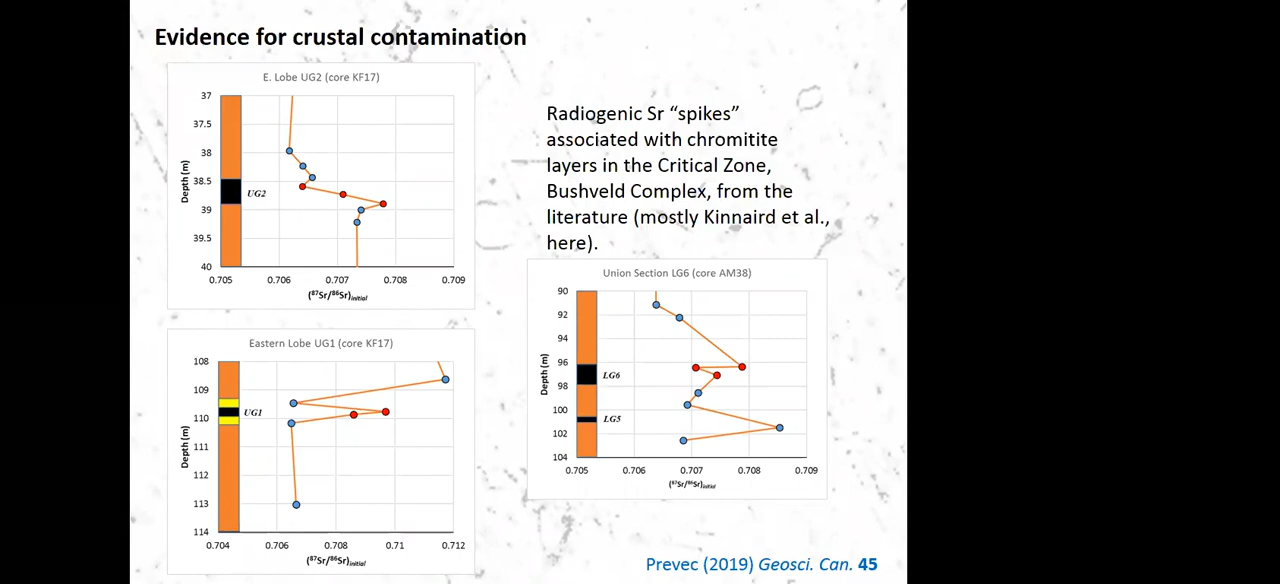 Evidence for crustal contamination
E. Lobe UG2 (core KF17)
37
37.5
38
38.5
39
39.5
40
Depth (m)
UG2
0.705 0.706 0.707 0.708 0.709
(87Sr/86Sr)initial
Radiogenic Sr “spikes”
associated with chromitite
layers in the Critical Zone,
Bushveld Complex, from the
literature (mostly Kinnaird et al.,
here).
Eastern Lobe UG1 (core KF17)
108
109
110
111
112
113
114
Depth (m)
UG1
0.704 0.706 0.708 0.71 0.712
(87Sr/86Sr)initial
Union Section LG6 (core AM38)
90
92
94
96
98
100
102
104
Depth (m)
LG6
LG5
0.705 0.706 0.707 0.708 0.709
(87Sr/86Sr)initial
Prevec (2019) Geosci. Can. 45